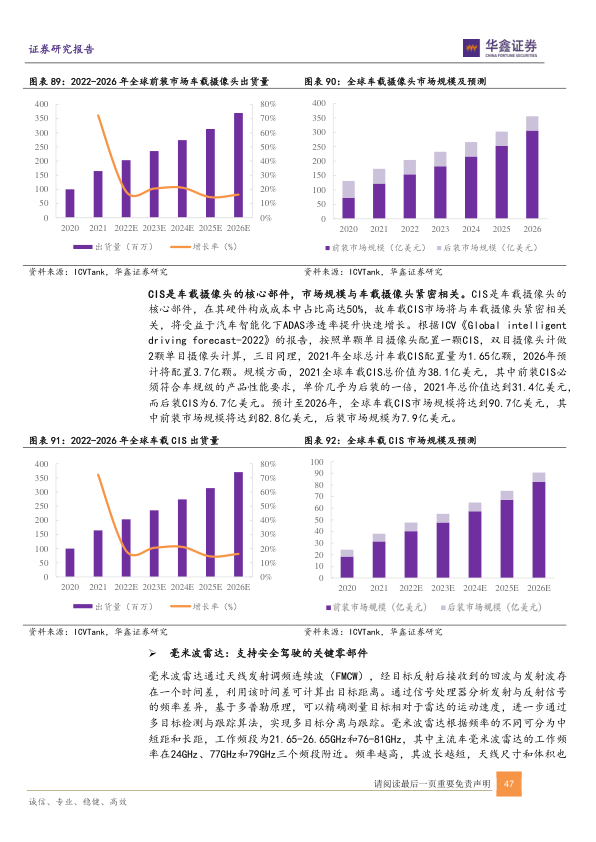 证券研究报告
华鑫证券
CHINA FORTUNE SECURITIES
图表 89：2022-2026 年全球前装市场车载摄像头出货量
图表 90：全球车载摄像头市场规模及预测
400
350
300
250
200
150
100
50
0
80%
70%
60%
50%
40%
30%
20%
10%
0%
2020 2021 2022E 2023E 2024E 2025E 2026E
出货量（百万） 增长率（%）
400
350
300
250
200
150
100
50
0
2020 2021 2022 2023 2024 2025 2026
前装市场规模（亿美元） 后装市场规模（亿美元）
资料来源：ICVTank，华鑫证券研究
资料来源：ICVTank，华鑫证券研究
CIS是车载摄像头的核心部件，市场规模与车载摄像头紧密相关。CIS是车载摄像头的
核心部件，在其硬件构成成本中占比高达50%，故车载CIS市场将与车载摄像头紧密相关
关，将受益于汽车智能化下ADAS渗透率提升快速增长。根据ICV《Global intelligent
driving forecast-2022》的报告，按照单颗单目摄像头配置一颗CIS，双目摄像头计做
2颗单目摄像头计算，三目同理，2021年全球总计车载CIS配置量为1.65亿颗，2026年预
计将配置3.7亿颗。规模方面，2021全球车载CIS总价值为38.1亿美元，其中前装CIS必
须符合车规级的产品性能要求，单价几乎为后装的一倍，2021年总价值达到31.4亿美元，
而后装CIS为6.7亿美元。预计至2026年，全球车载CIS市场规模将达到90.7亿美元，其
中前装市场规模将达到82.8亿美元，后装市场规模为7.9亿美元。
图表 91：2022-2026 年全球车载 CIS 出货量
图表 92：全球车载 CIS 市场规模及预测
400
350
300
250
200
150
100
50
0
80%
70%
60%
50%
40%
30%
20%
10%
0%
2020 2021 2022E 2023E 2024E 2025E 2026E
出货量（百万） 增长率（%）
100
90
80
70
60
50
40
30
20
10
0
2020 2021E 2022E 2023E 2024E 2025E 2026E
前装市场规模（亿美元） 后装市场规模（亿美元）
资料来源：ICVTank，华鑫证券研究
资料来源：ICVTank，华鑫证券研究
➢ 毫米波雷达：支持安全驾驶的关键零部件
毫米波雷达通过天线发射调频连续波（FMCW），经目标反射后接收到的回波与发射波存
在一个时间差，利用该时间差可计算出目标距离。通过信号处理器分析发射与反射信号
的频率差异，基于多普勒原理，可以精确测量目标相对于雷达的运动速度，进一步通过
多目标检测与跟踪算法，实现多目标分离与跟踪。毫米波雷达根据频率的不同可分为中
短距和长距，工作频段为21.65-26.65GHz和76-81GHz，其中主流车毫米波雷达的工作频
率在24GHz、77GHz和79GHz三个频段附近。频率越高，其波长越短，天线尺寸和体积也
请阅读最后一页重要免责声明 47
诚信、专业、稳健、高效